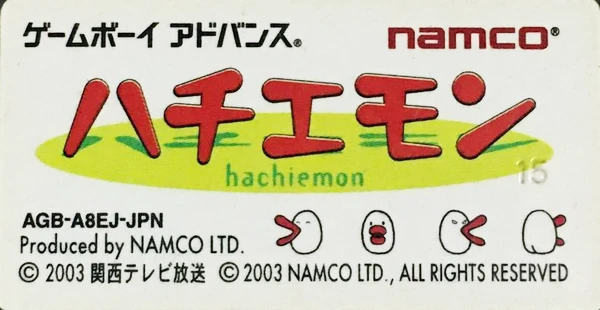 ゲームボーイ アドバンス® namco®
ハチエモン
hachiemon
15
AGB-A8EJ-JPN
Produced by NAMCO LTD.
© 2003 関西テレビ放送 © 2003 NAMCO LTD., ALL RIGHTS RESERVED